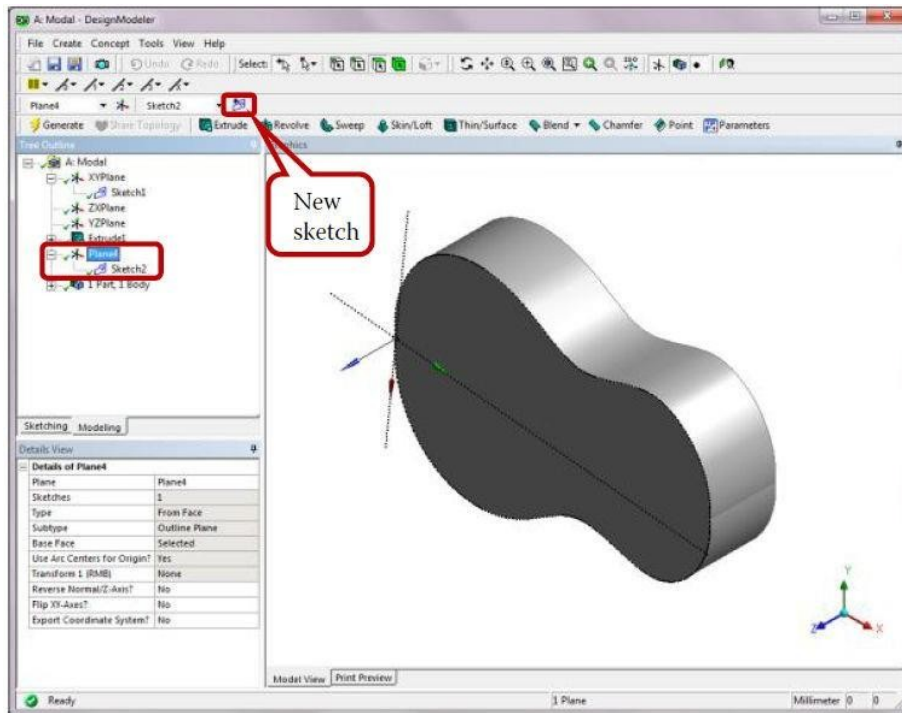 A: Modal - DesignModeler
File Create Concept Tools View Help
Undo Redo Select:
Plane4 Sketch2
Generate Share Topology Extrude Revolve Sweep Skin/Loft Thin/Surface Blend Chamfer Point Parameters
Tree Outline
Graphics
A: Modal
XYPlane
Sketch1
ZXPlane
YZPlane
Extrude1
Plane4
Sketch2
1 Part, 1 Body
New
sketch
Sketching Modeling
Details View
Details of Plane4
Plane Plane4
Sketches 1
Type From Face
Subtype Outline Plane
Base Face Selected
Use Arc Centers for Origin? Yes
Transform 1 (RMB) None
Reverse Normal/Z-Axis? No
Flip XY-Axes? No
Export Coordinate System? No
Y
Z
X
Model View Print Preview
Ready 1 Plane Millimeter 0 0